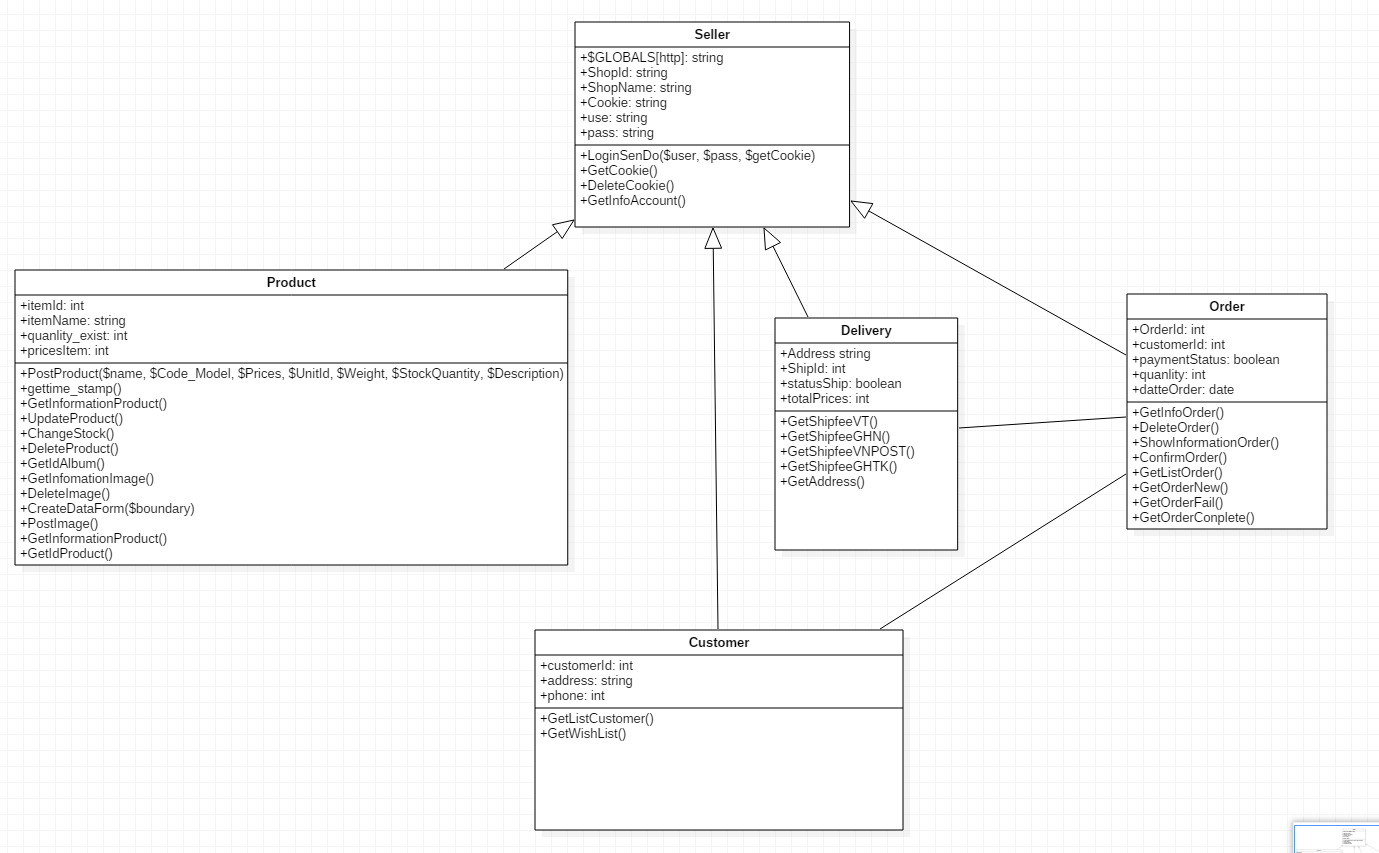 Seller
+$GLOBALS[http]: string
+ShopId: string
+ShopName: string
+Cookie: string
+use: string
+pass: string
+LoginSenDo($user, $pass, $getCookie)
+GetCookie()
+DeleteCookie()
+GetInfoAccount()
Product
+itemId: int
+itemName: string
+quanlity_exist: int
+pricesItem: int
+PostProduct($name, $Code_Model, $Prices, $UnitId, $Weight, $StockQuantity, $Description)
+gettime_stamp()
+GetInformationProduct()
+UpdateProduct()
+ChangeStock()
+DeleteProduct()
+GetIdAlbum()
+GetInfomationImage()
+DeleteImage()
+CreateDataForm($boundary)
+PostImage()
+GetInformationProduct()
+GetIdProduct()
Delivery
+Address string
+ShipId: int
+statusShip: boolean
+totalPrices: int
+GetShipfeeVT()
+GetShipfeeGHN()
+GetShipfeeVNPOST()
+GetShipfeeGHTK()
+GetAddress()
Order
+OrderId: int
+customerId: int
+paymentStatus: boolean
+quanlity: int
+datteOrder: date
+GetInfoOrder()
+DeleteOrder()
+ShowInformationOrder()
+ConfirmOrder()
+GetListOrder()
+GetOrderNew()
+GetOrderFail()
+GetOrderConplete()
Customer
+customerId: int
+address: string
+phone: int
+GetListCustomer()
+GetWishList()